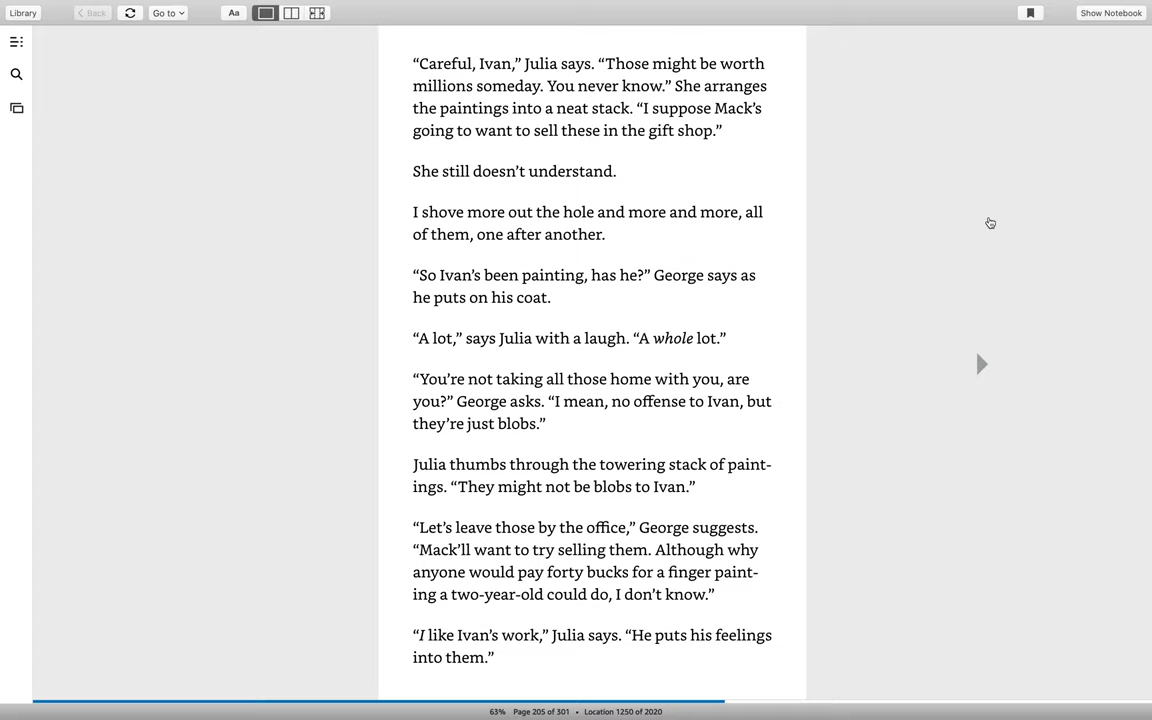 Library
Back
Go to
Aa
Show Notebook
“Careful, Ivan,” Julia says. “Those might be worth
millions someday. You never know.” She arranges
the paintings into a neat stack. “I suppose Mack’s
going to want to sell these in the gift shop.”
She still doesn’t understand.
I shove more out the hole and more and more, all
of them, one after another.
“So Ivan’s been painting, has he?” George says as
he puts on his coat.
“A lot,” says Julia with a laugh. “A whole lot.”
“You’re not taking all those home with you, are
you?” George asks. “I mean, no offense to Ivan, but
they’re just blobs.”
Julia thumbs through the towering stack of paint-
ings. “They might not be blobs to Ivan.”
“Let’s leave those by the office,” George suggests.
“Mack’ll want to try selling them. Although why
anyone would pay forty bucks for a finger paint-
ing a two-year-old could do, I don’t know.”
“I like Ivan’s work,” Julia says. “He puts his feelings
into them.”
63% Page 205 of 301 • Location 1250 of 2020